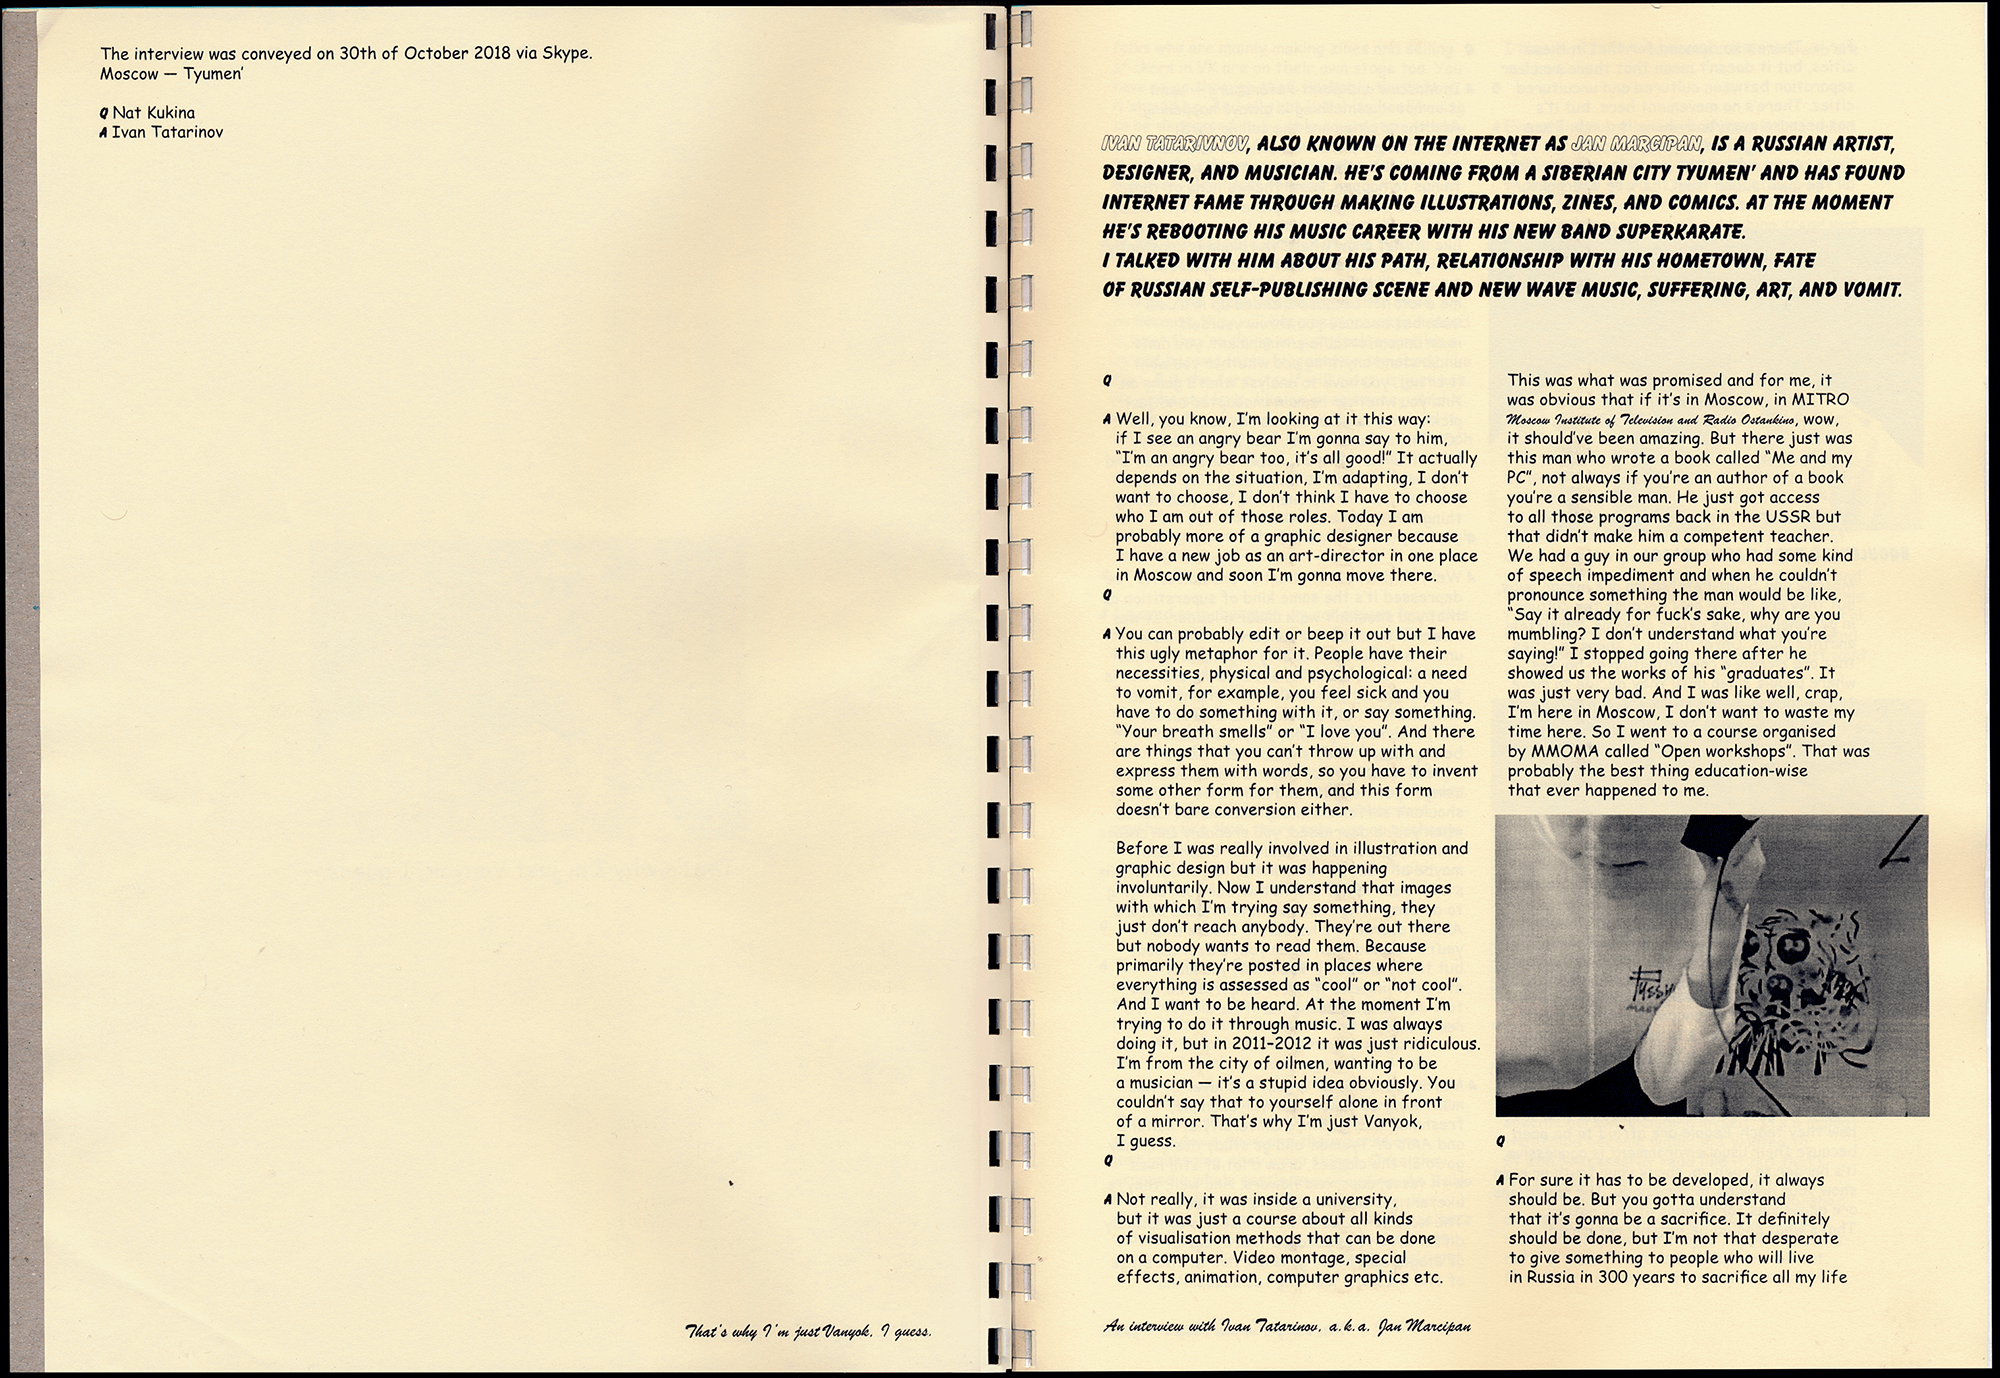 The interview was conveyed on 30th of October 2018 via Skype.
Moscow — Tyumen'
Q Nat Kukina
A Ivan Tatarinov
That's why I'm just Vanyok, I guess.
IVAN TATARIVNOV, ALSO KNOWN ON THE INTERNET AS JAN MARCIPAN, IS A RUSSIAN ARTIST,
DESIGNER, AND MUSICIAN. HE'S COMING FROM A SIBERIAN CITY TYUMEN' AND HAS FOUND
INTERNET FAME THROUGH MAKING ILLUSTRATIONS, ZINES, AND COMICS. AT THE MOMENT
HE'S REBOOTING HIS MUSIC CAREER WITH HIS NEW BAND SUPERKARATE.
I TALKED WITH HIM ABOUT HIS PATH, RELATIONSHIP WITH HIS HOMETOWN, FATE
OF RUSSIAN SELF-PUBLISHING SCENE AND NEW WAVE MUSIC, SUFFERING, ART, AND VOMIT.
Q
A Well, you know, I'm looking at it this way:
if I see an angry bear I'm gonna say to him,
“I'm an angry bear too, it's all good!” It actually
depends on the situation, I'm adapting, I don't
want to choose, I don't think I have to choose
who I am out of those roles. Today I am
probably more of a graphic designer because
I have a new job as an art-director in one place
in Moscow and soon I'm gonna move there.
Q
A You can probably edit or beep it out but I have
this ugly metaphor for it. People have their
necessities, physical and psychological: a need
to vomit, for example, you feel sick and you
have to do something with it, or say something.
“Your breath smells” or “I love you”. And there
are things that you can't throw up with and
express them with words, so you have to invent
some other form for them, and this form
doesn't bare conversion either.
Before I was really involved in illustration and
graphic design but it was happening
involuntarily. Now I understand that images
with which I'm trying say something, they
just don't reach anybody. They're out there
but nobody wants to read them. Because
primarily they're posted in places where
everything is assessed as “cool” or “not cool”.
And I want to be heard. At the moment I'm
trying to do it through music. I was always
doing it, but in 2011–2012 it was just ridiculous.
I'm from the city of oilmen, wanting to be
a musician — it's a stupid idea obviously. You
couldn't say that to yourself alone in front
of a mirror. That's why I'm just Vanyok,
I guess.
Q
A Not really, it was inside a university,
but it was just a course about all kinds
of visualisation methods that can be done
on a computer. Video montage, special
effects, animation, computer graphics etc.
This was what was promised and for me, it
was obvious that if it's in Moscow, in MITRO
Moscow Institute of Television and Radio Ostankino, wow,
it should've been amazing. But there just was
this man who wrote a book called “Me and my
PC”, not always if you're an author of a book
you're a sensible man. He just got access
to all those programs back in the USSR but
that didn't make him a competent teacher.
We had a guy in our group who had some kind
of speech impediment and when he couldn't
pronounce something the man would be like,
“Say it already for fuck's sake, why are you
mumbling? I don't understand what you're
saying!” I stopped going there after he
showed us the works of his “graduates”. It
was just very bad. And I was like well, crap,
I'm here in Moscow, I don't want to waste my
time here. So I went to a course organised
by MMOMA called “Open workshops”. That was
probably the best thing education-wise
that ever happened to me.
Q
A For sure it has to be developed, it always
should be. But you gotta understand
that it's gonna be a sacrifice. It definitely
should be done, but I'm not that desperate
to give something to people who will live
in Russia in 300 years to sacrifice all my life
An interview with Ivan Tatarinov, a.k.a. Jan Marcipan